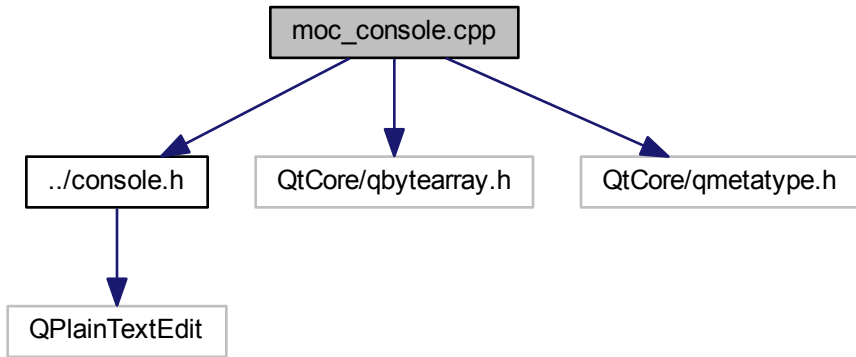 moc_console.cpp
../console.h
QtCore/qbytearray.h
QtCore/qmetatype.h
QPlainTextEdit